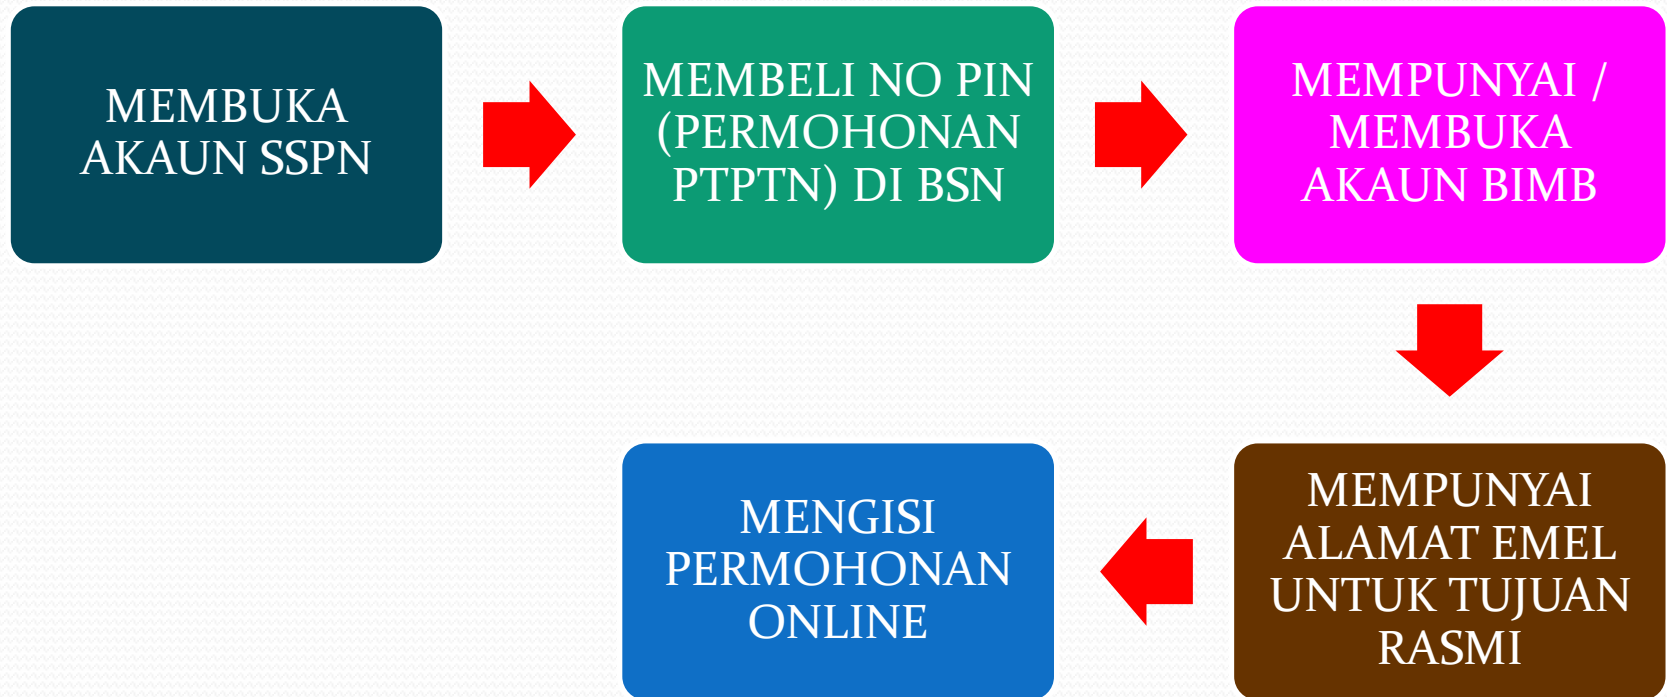 MEMBUKA
AKAUN SSPN
MEMBELI NO PIN
(PERMOHONAN
PTPTN) DI BSN
MEMPUNYAI /
MEMBUKA
AKAUN BIMB
MEMPUNYAI
ALAMAT EMEL
UNTUK TUJUAN
RASMI
MENGISI
PERMOHONAN
ONLINE